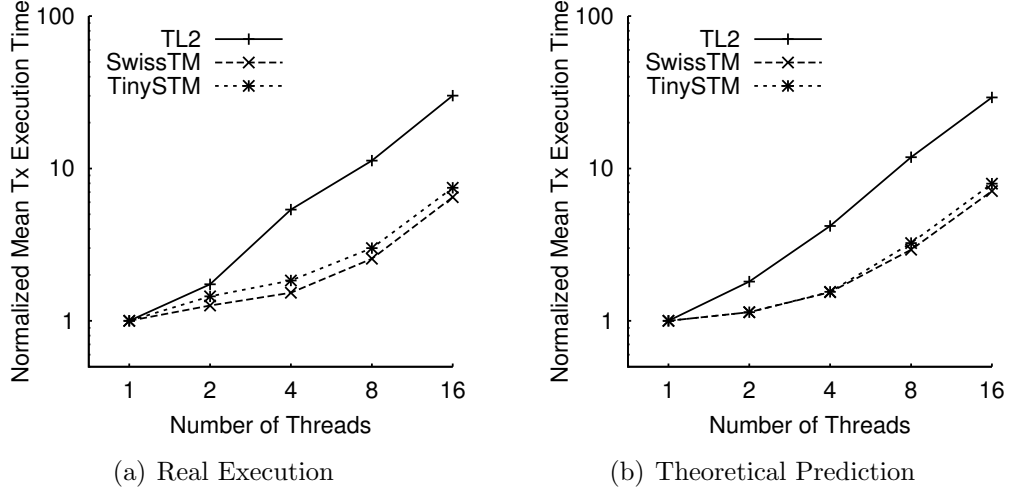 Normalized Mean Tx Execution Time
100
10
1
TL2
SwissTM
TinySTM
1 2 4 8 16
Number of Threads
(a) Real Execution
Normalized Mean Tx Execution Time
100
10
1
TL2
SwissTM
TinySTM
1 2 4 8 16
Number of Threads
(b) Theoretical Prediction